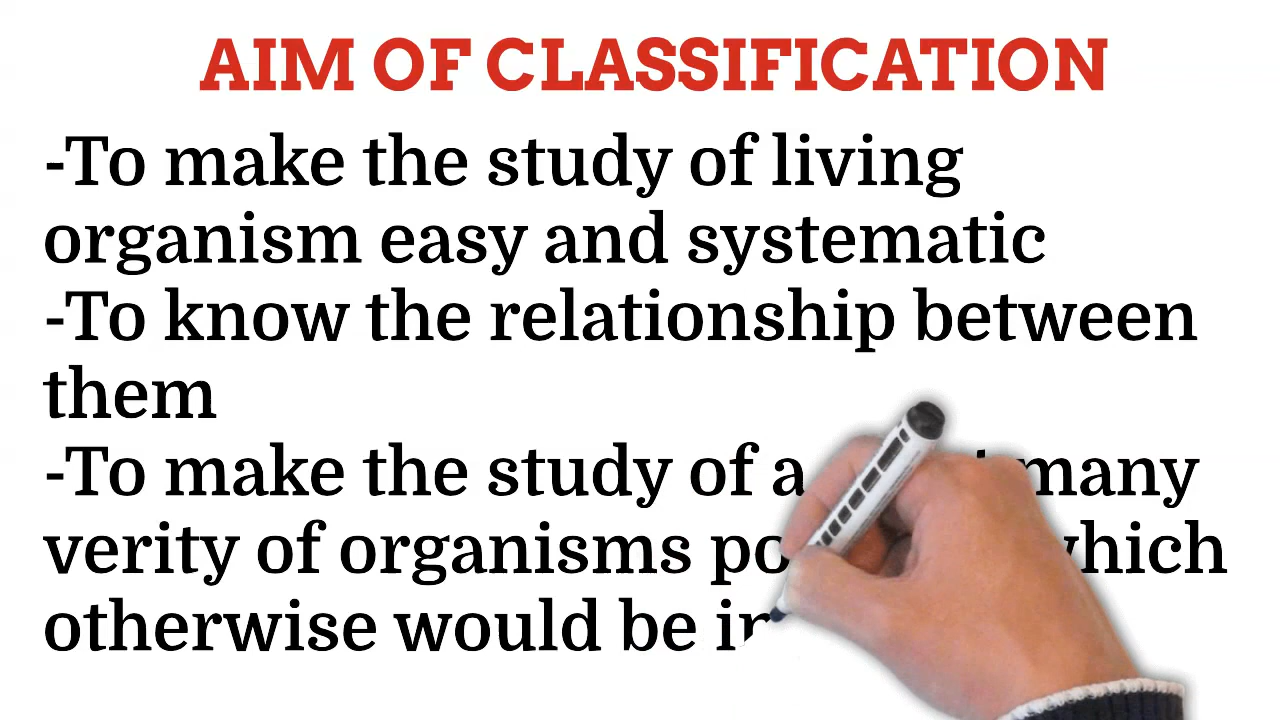 AIM OF CLASSIFICATION
-To make the study of living
organism easy and systematic
-To know the relationship between
them
-To make the study of a many
verity of organisms which
otherwise would be